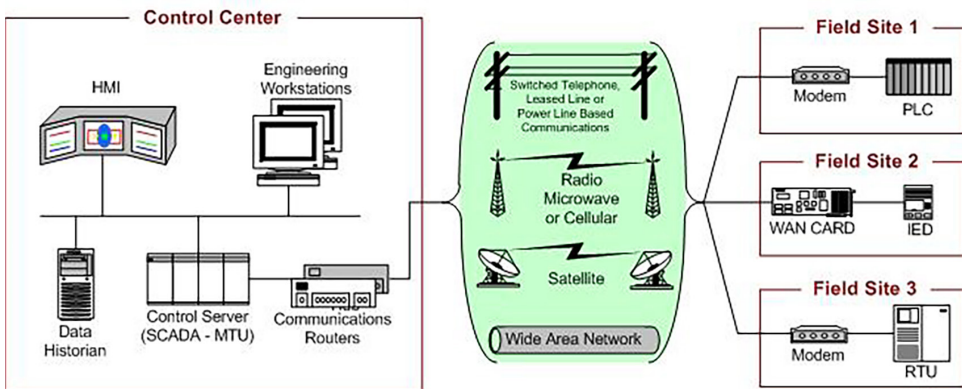 Control Center
HMI
Engineering
Workstations
Data
Historian
Control Server
(SCADA - MTU)
Communications
Routers
Switched Telephone,
Leased Line or
Power Line Based
Communications
Radio
Microwave
or Cellular
Satellite
Wide Area Network
Field Site 1
Modem
PLC
Field Site 2
WAN CARD
IED
Field Site 3
Modem
RTU